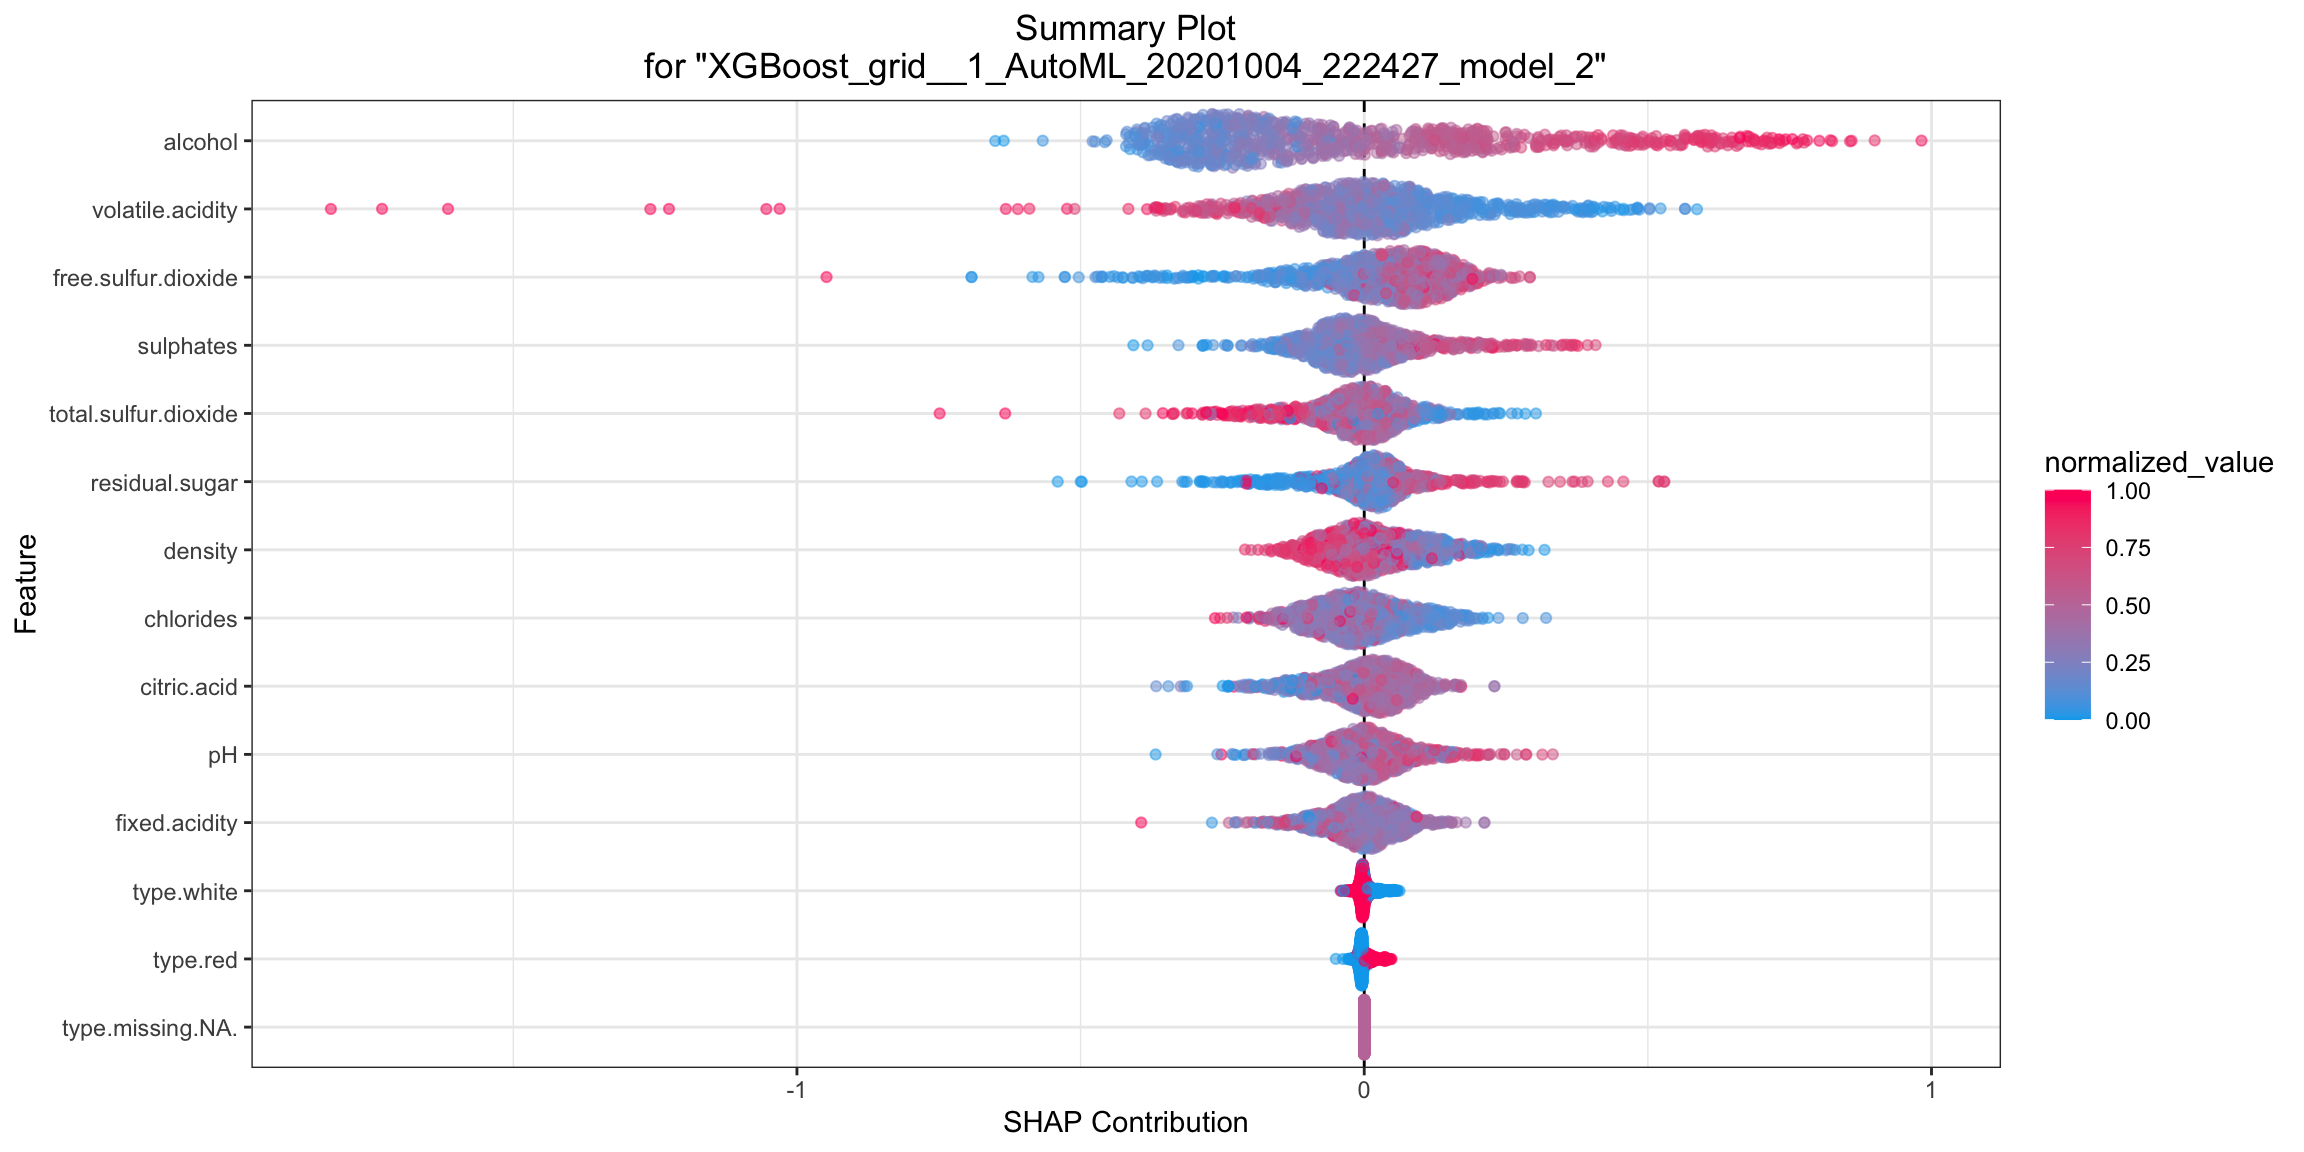 Summary Plot
for "XGBoost_grid__1_AutoML_20201004_222427_model_2"
Feature
alcohol
volatile.acidity
free.sulfur.dioxide
sulphates
total.sulfur.dioxide
residual.sugar
density
chlorides
citric.acid
pH
fixed.acidity
type.white
type.red
type.missing.NA.
-1
0
1
SHAP Contribution
normalized_value
1.00
0.75
0.50
0.25
0.00